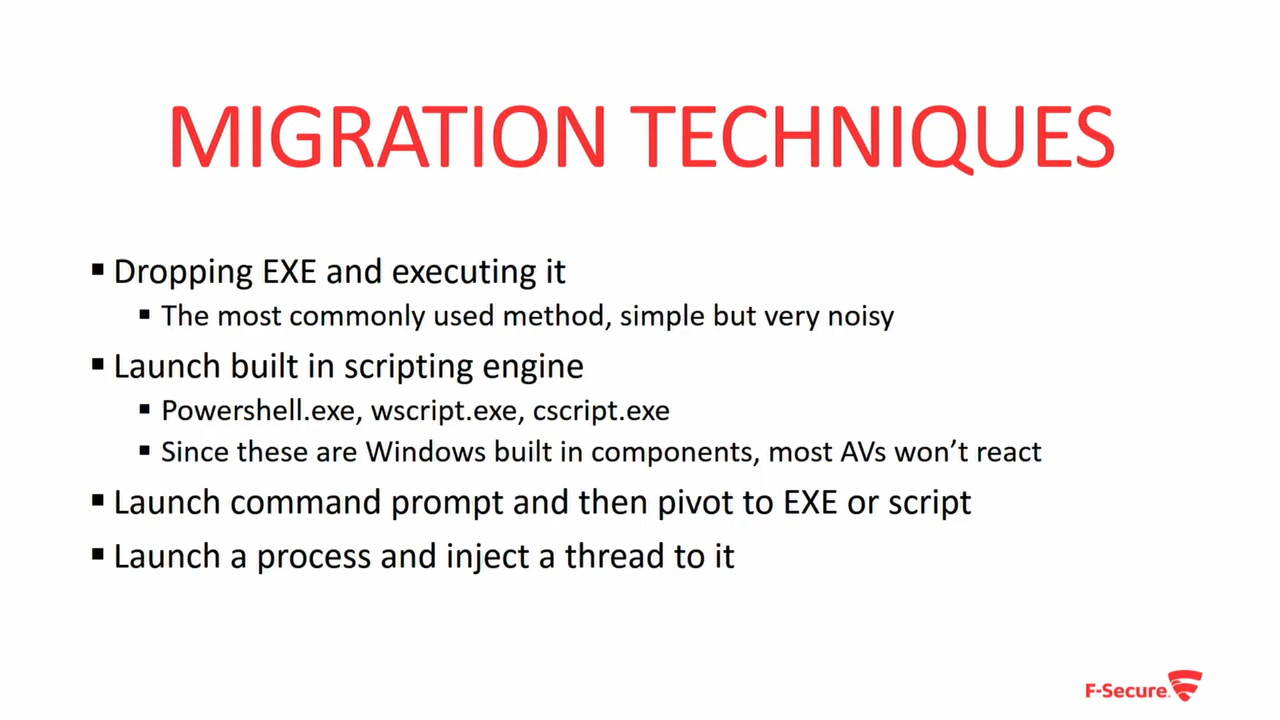 MIGRATION TECHNIQUES
Dropping EXE and executing it
The most commonly used method, simple but very noisy
Launch built in scripting engine
Powershell.exe, wscript.exe, cscript.exe
Since these are Windows built in components, most AVs won’t react
Launch command prompt and then pivot to EXE or script
Launch a process and inject a thread to it
F-Secure.